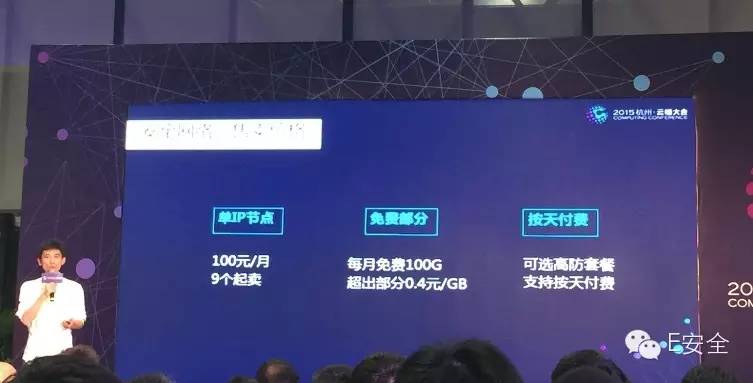 2015杭州·云栖大会
COMPUTING CONFERENCE
单IP节点
免费部分
按天付费
100元/月
9个起卖
每月免费100G
超出部分0.4元/GB
可选高防套餐
支持按天付费
20
COM
E安全